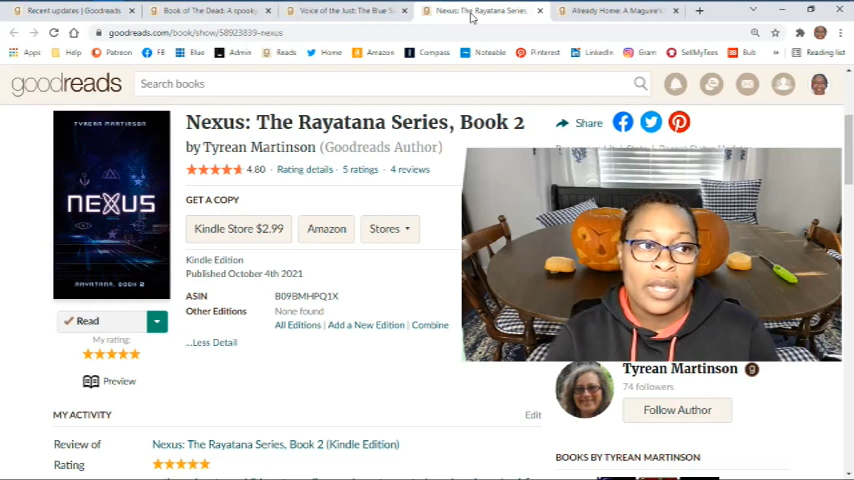 Recent updates | Goodreads
Book of The Dead: A spooky
Voice of the Just: The Blue S
Nexus: The Rayatana Series,
Already Home: A Maguire's
goodreads.com/book/show/58923839-nexus
Apps
Patreon
FB
Elue
Admin
Reads
Home
Amazon
Compass
Noteable
Pinterest
LinkedIn
Gram
SellMyTees
Bub
»
Reading list
goodreads
Search books
TYREAN MARTINSON
NEXUS
RAYATANA, BOOK 2
Nexus: The Rayatana Series, Book 2
by Tyrean Martinson (Goodreads Author)
4.80 Rating details · 5 ratings · 4 reviews
Share
GET A COPY
Kindle Store $2.99
Amazon
Stores
Kindle Edition
Published October 4th 2021
ASIN B09BMHPQ1X
Other Editions None found
All Editions | Add a New Edition | Combine
...Less Detail
Read
My rating:
Preview
MY ACTIVITY
Edit
Review of Nexus: The Rayatana Series, Book 2 (Kindle Edition)
Rating
Tyrean Martinson
74 followers
Follow Author
BOOKS BY TYREAN MARTINSON